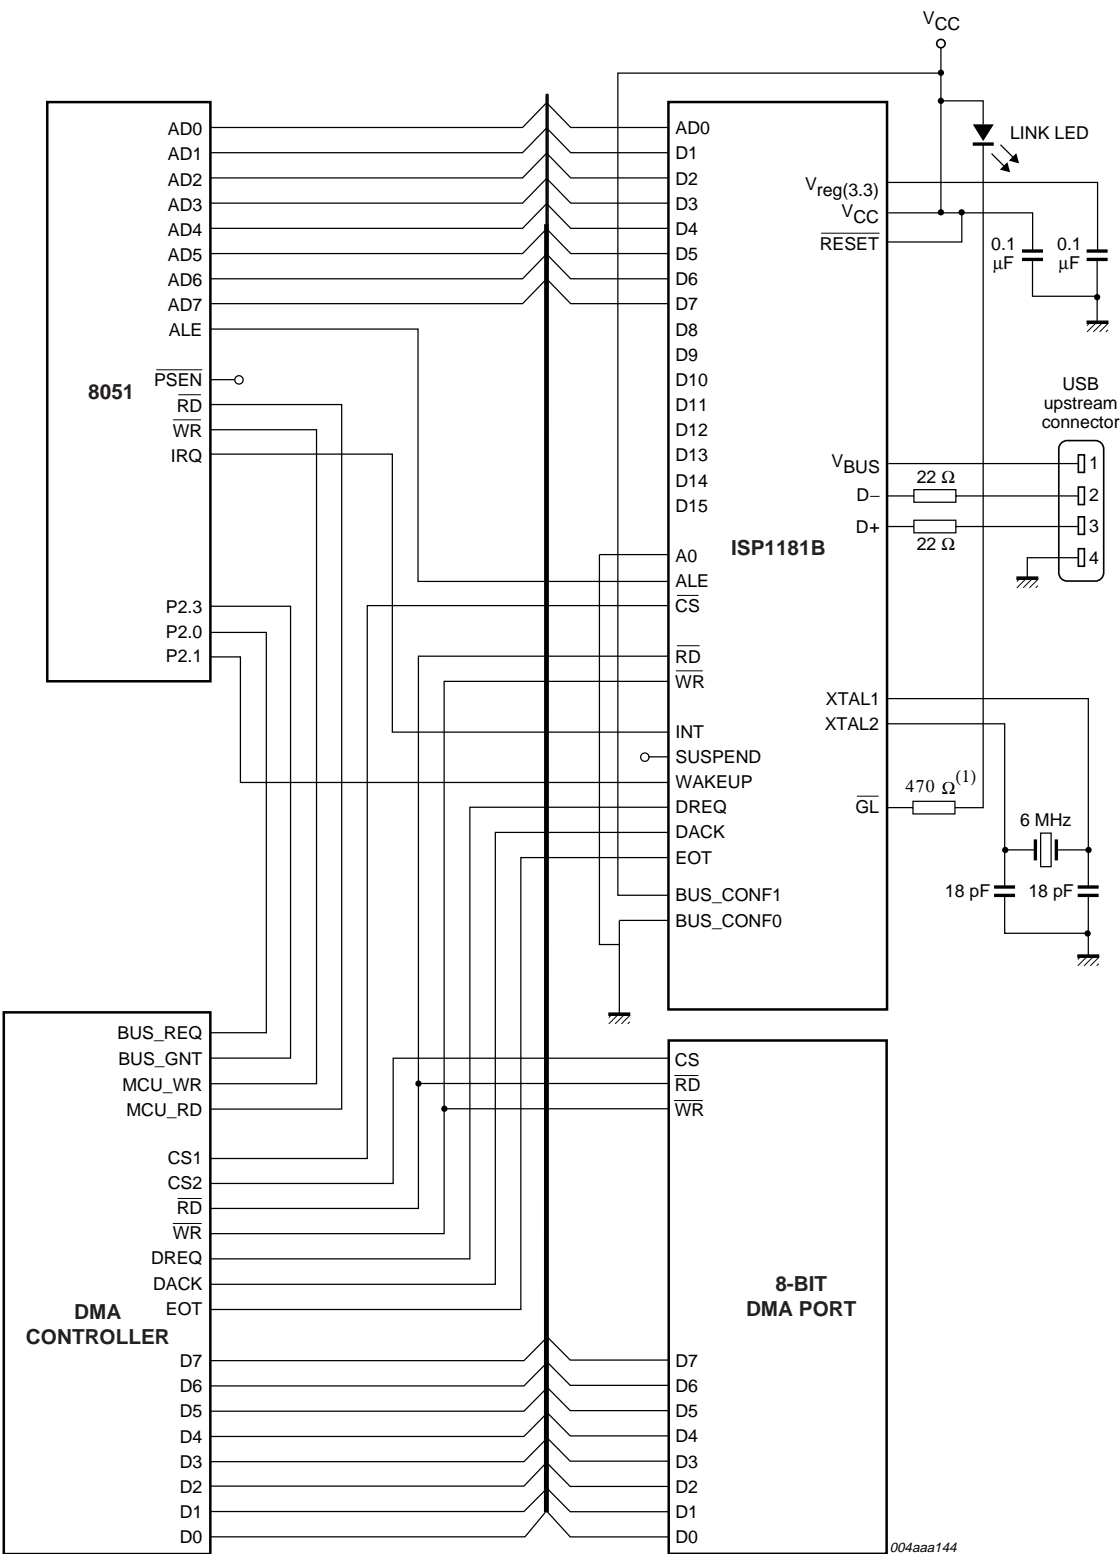 VCC
LINK LED
8051
AD0
AD1
AD2
AD3
AD4
AD5
AD6
AD7
ALE
PSEN
RD
WR
IRQ
P2.3
P2.0
P2.1
ISP1181B
AD0
D1
D2
D3
D4
D5
D6
D7
D8
D9
D10
D11
D12
D13
D14
D15
A0
ALE
CS
RD
WR
INT
SUSPEND
WAKEUP
DREQ
DACK
EOT
BUS_CONF1
BUS_CONF0
Vreg(3.3)
VCC
RESET
0.1
µF
0.1
µF
USB
upstream
connector
VBUS
D−
D+
22 Ω
22 Ω
1
2
3
4
XTAL1
XTAL2
GL
470 Ω(1)
6 MHz
18 pF
18 pF
DMA
CONTROLLER
BUS_REQ
BUS_GNT
MCU_WR
MCU_RD
CS1
CS2
RD
WR
DREQ
DACK
EOT
D7
D6
D5
D4
D3
D2
D1
D0
8-BIT
DMA PORT
CS
RD
WR
D7
D6
D5
D4
D3
D2
D1
D0
004aaa144